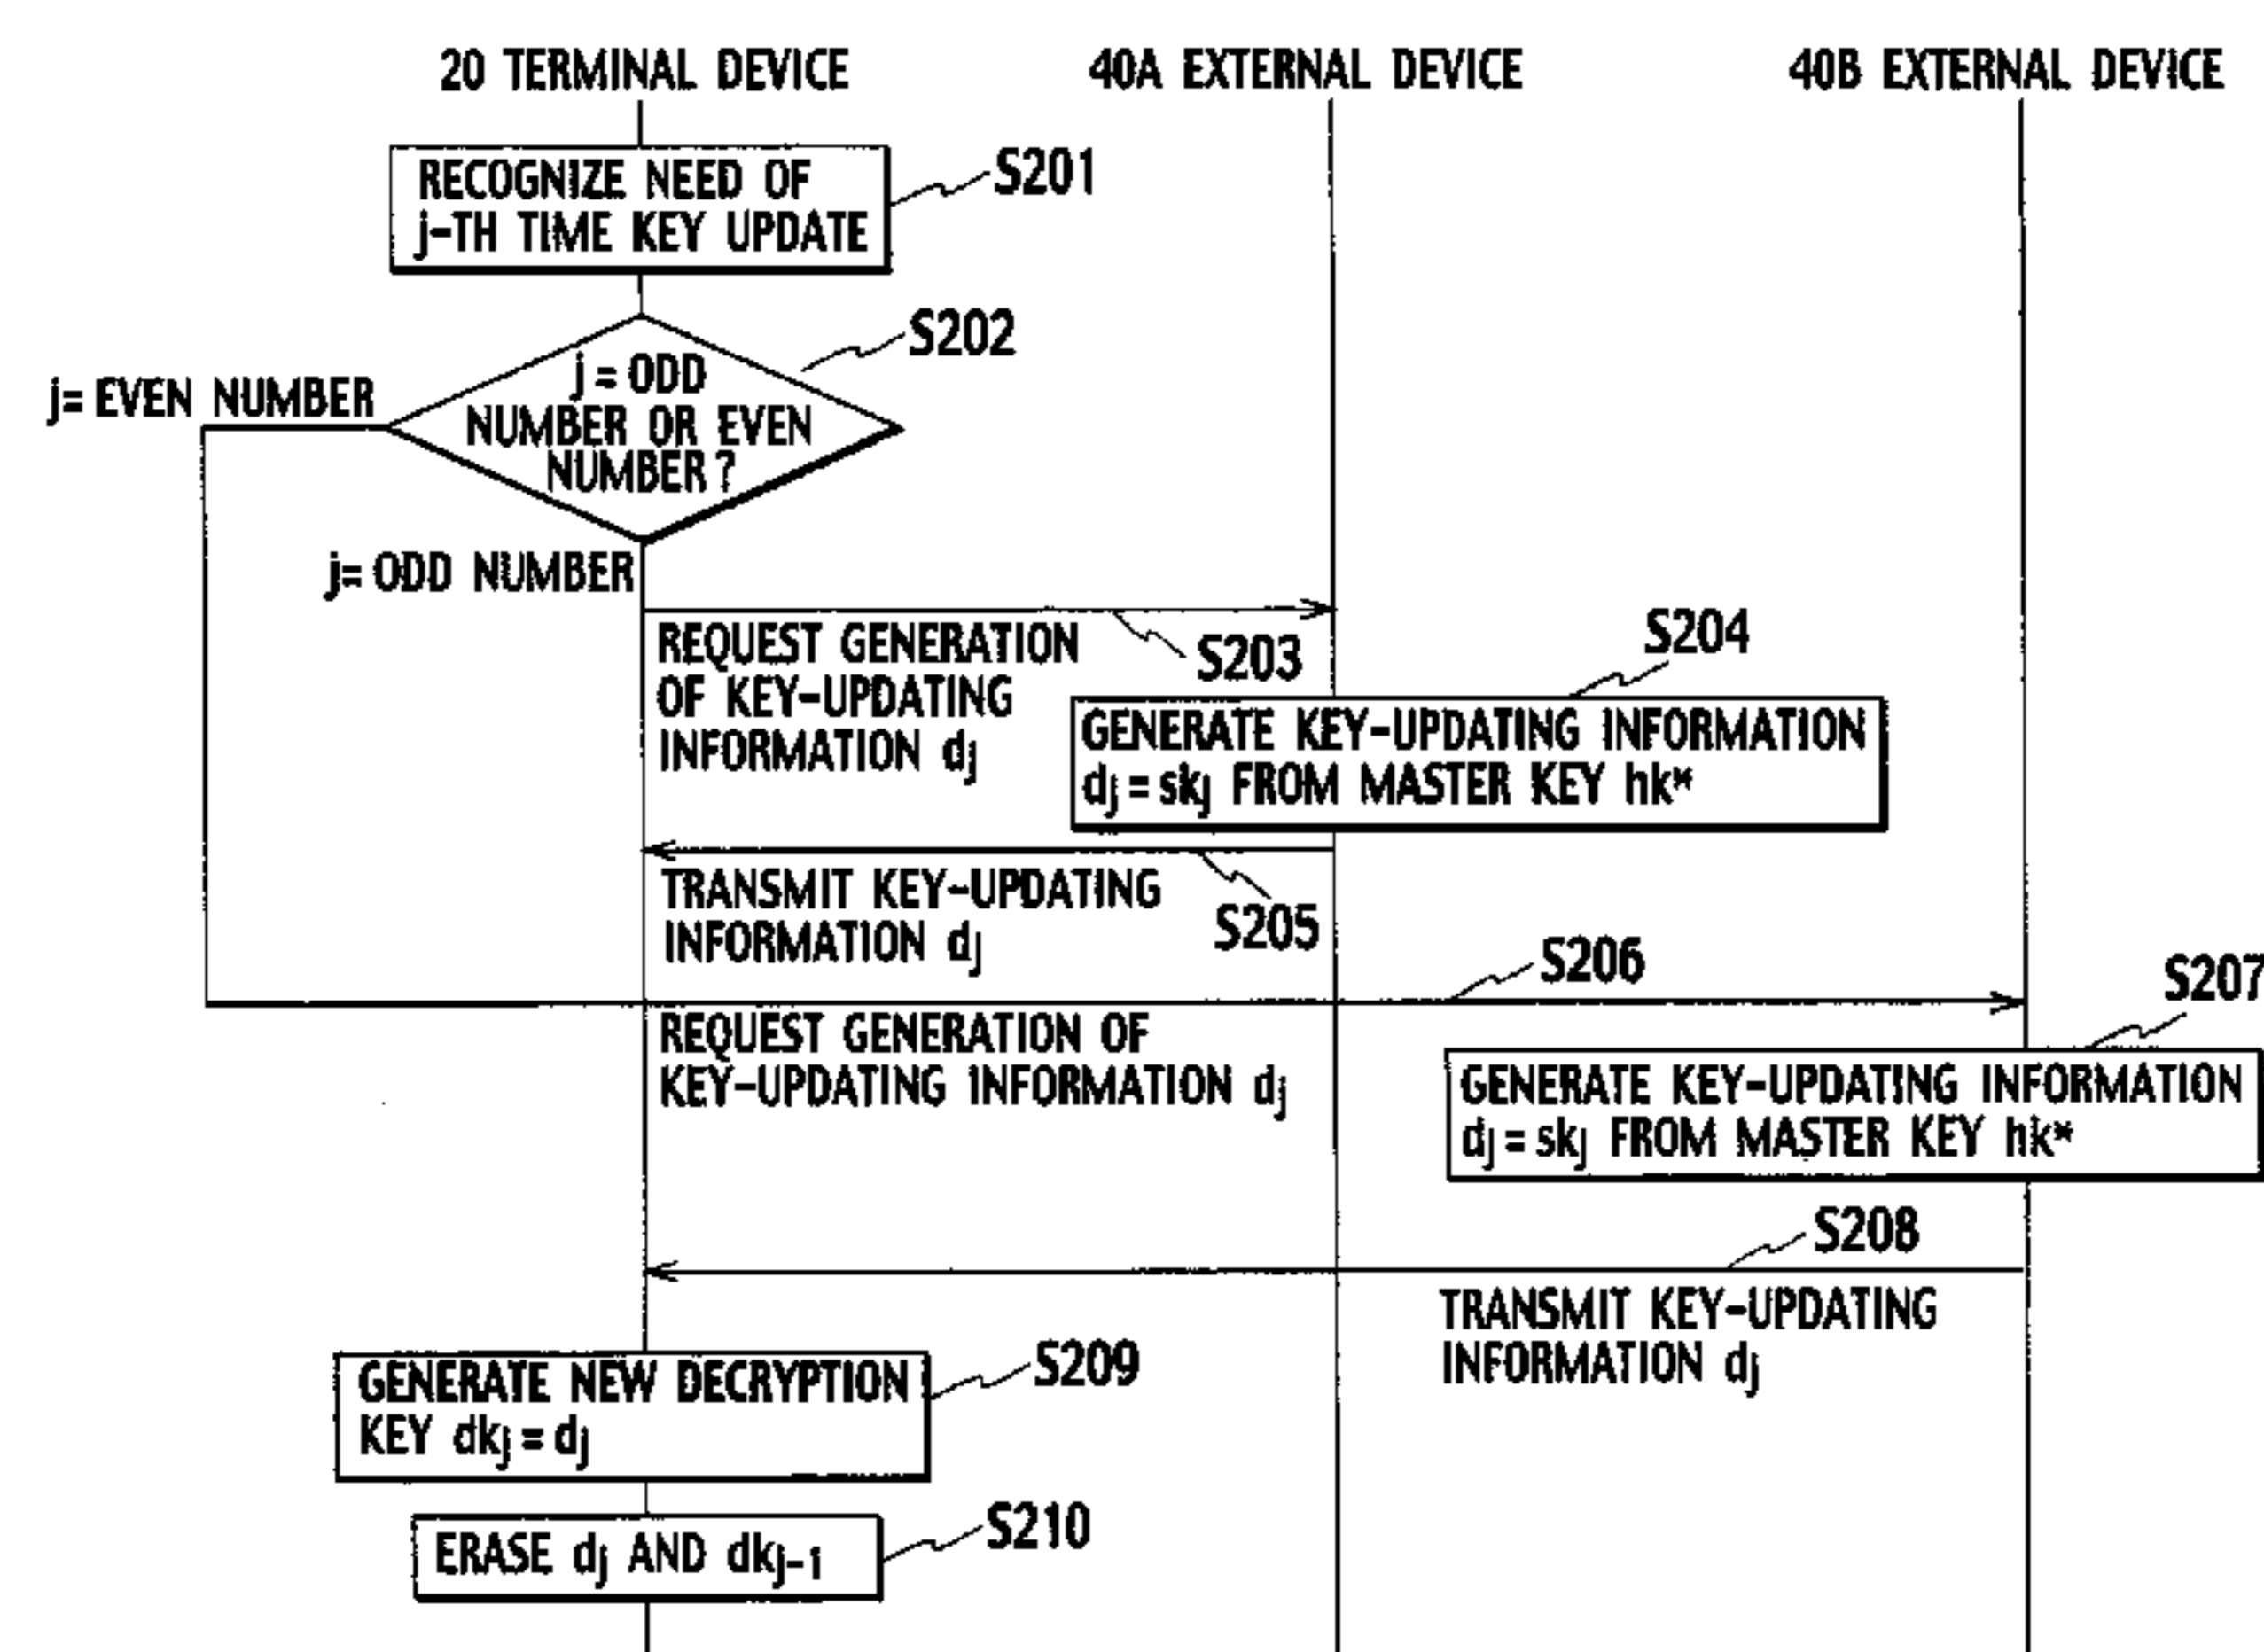 20 TERMINAL DEVICE
40A EXTERNAL DEVICE
40B EXTERNAL DEVICE
RECOGNIZE NEED OF
j-TH TIME KEY UPDATE
S201
S202
j = ODD
NUMBER OR EVEN
NUMBER ?
j= EVEN NUMBER
j= ODD NUMBER
REQUEST GENERATION
OF KEY-UPDATING
INFORMATION dj
S203
S204
GENERATE KEY-UPDATING INFORMATION
dj = skj FROM MASTER KEY hk*
TRANSMIT KEY-UPDATING
INFORMATION dj
S205
S206
REQUEST GENERATION OF
KEY-UPDATING INFORMATION dj
S207
GENERATE KEY-UPDATING INFORMATION
dj = skj FROM MASTER KEY hk*
S208
TRANSMIT KEY-UPDATING
INFORMATION dj
GENERATE NEW DECRYPTION
KEY dkj = dj
S209
ERASE dj AND dkj-1
S210